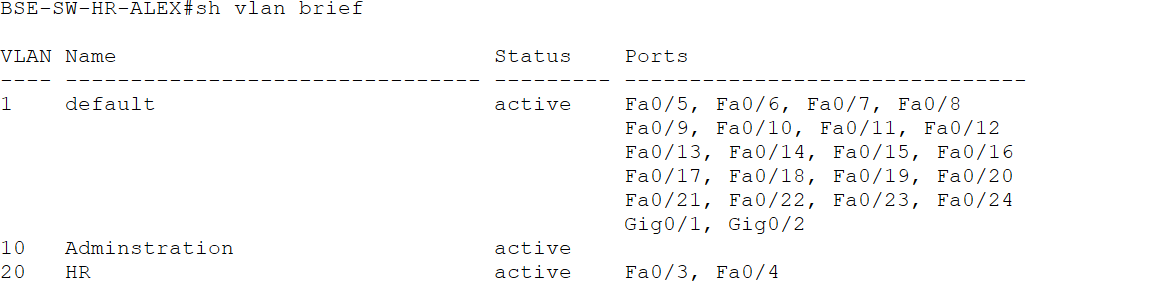 BSE-SW-HR-ALEX#sh vlan brief
VLAN Name                             Status    Ports
---- -------------------------------- --------- -------------------------------
1    default                          active    Fa0/5, Fa0/6, Fa0/7, Fa0/8
                                                Fa0/9, Fa0/10, Fa0/11, Fa0/12
                                                Fa0/13, Fa0/14, Fa0/15, Fa0/16
                                                Fa0/17, Fa0/18, Fa0/19, Fa0/20
                                                Fa0/21, Fa0/22, Fa0/23, Fa0/24
                                                Gig0/1, Gig0/2
10   Adminstration                    active
20   HR                               active    Fa0/3, Fa0/4